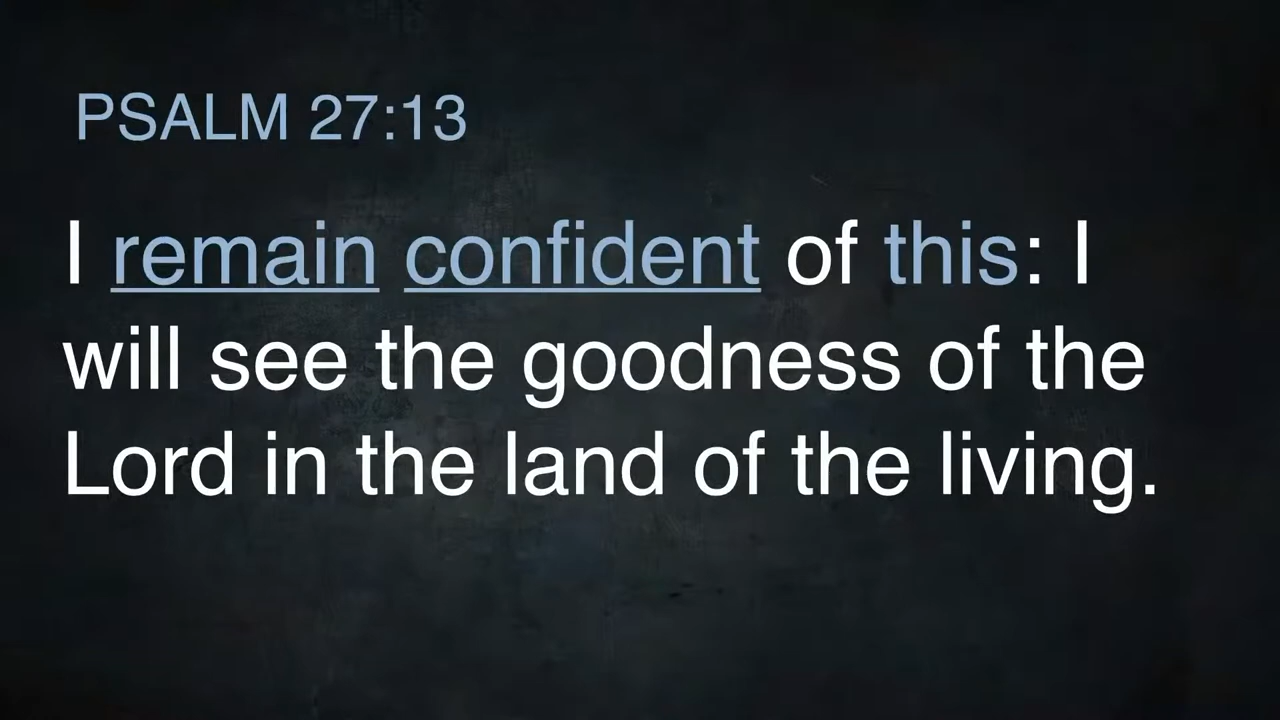 PSALM 27:13
I remain confident of this: I
will see the goodness of the
Lord in the land of the living.